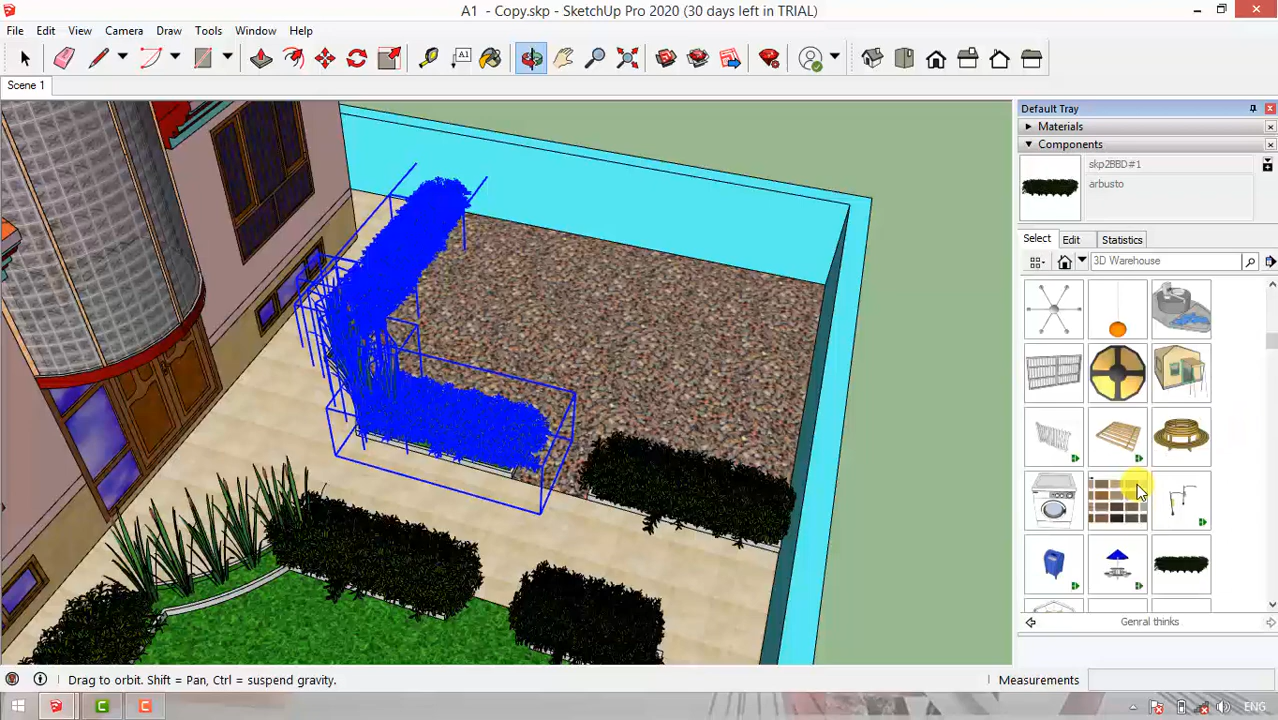 A1 - Copy.skp - SketchUp Pro 2020 (30 days left in TRIAL)
File Edit View Camera Draw Tools Window Help
A1
Scene 1
Default Tray
Materials
Components
skp2BBD#1
arbusto
Select Edit Statistics
3D Warehouse
Genral thinks
Drag to orbit. Shift = Pan, Ctrl = suspend gravity.
Measurements
ENG